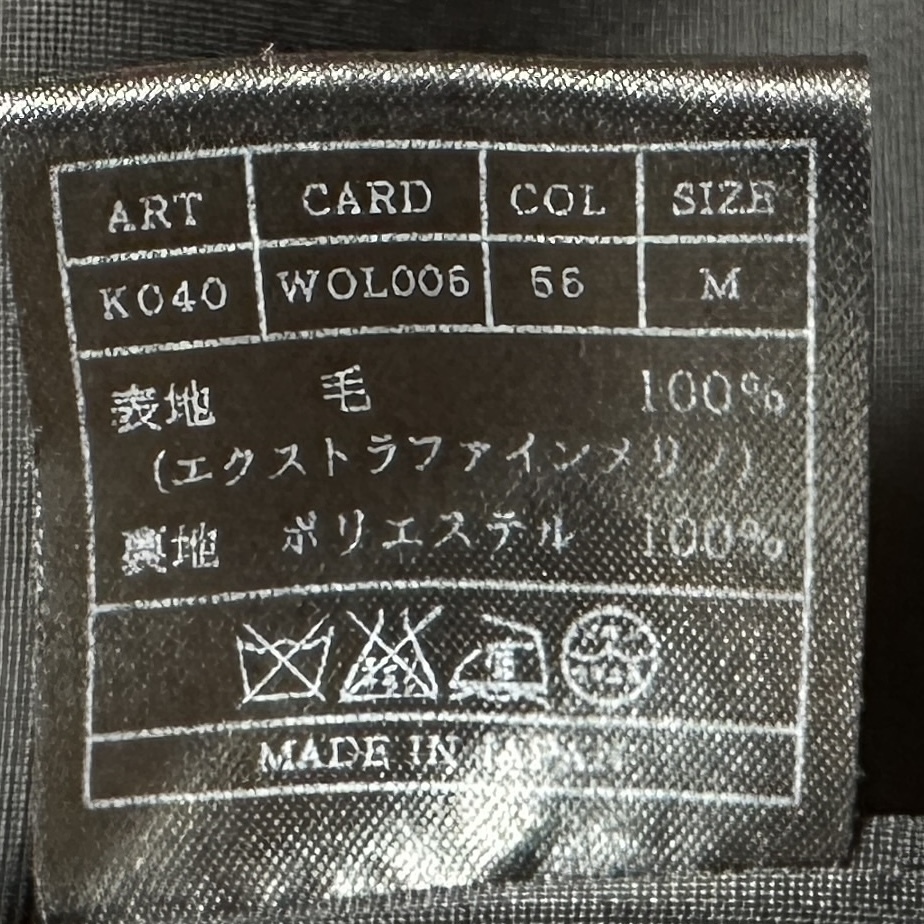 ART CARD COL SIZE
K040 WOL006 66 M
表地 毛 100%
(エクストラファインメリノ)
裏地 ポリエステル 100%
MADE IN JAPAN